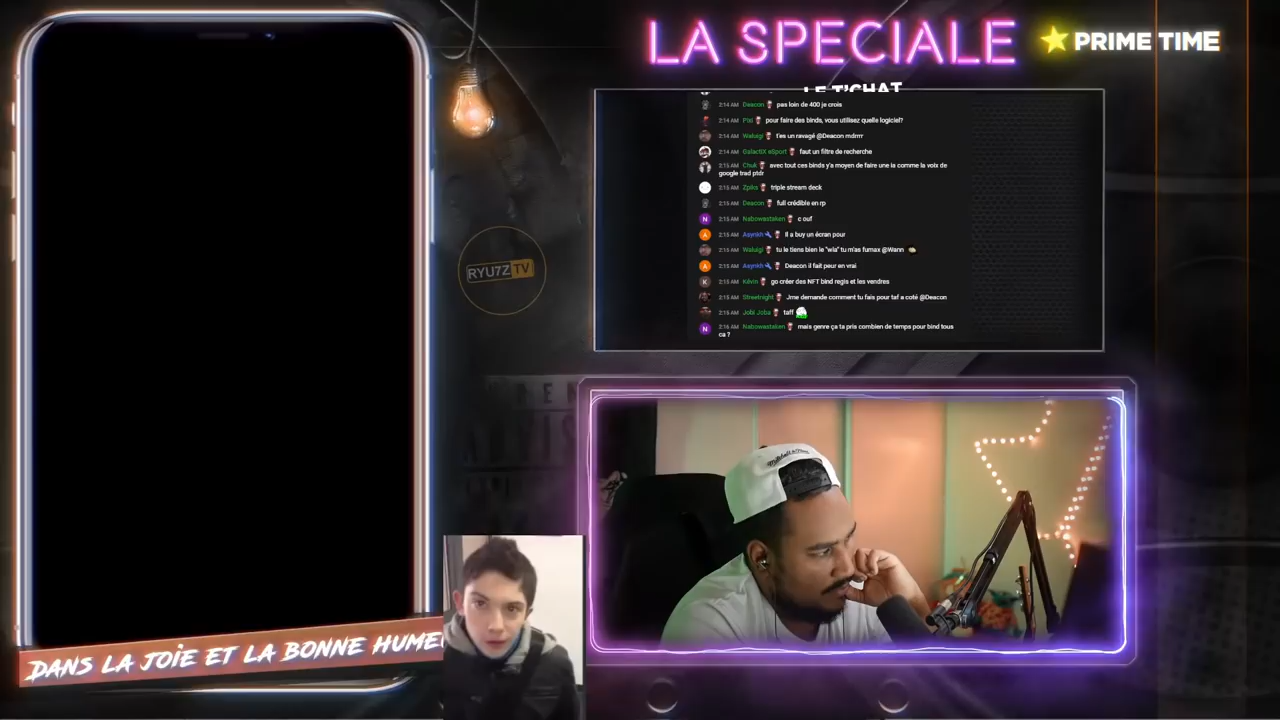 LA SPECIALE
PRIME TIME
LE T'CHAT
2:14 AM Deacon pas loin de 400 je crois
2:14 AM Pixi pour faire des binds, vous utilisez quelle logiciel?
2:14 AM Waluigi t'es un ravagé @Deacon mdrrr
2:14 AM GalactiX eSport faut un filtre de recherche
2:15 AM Chuk avec tout ces binds y'a moyen de faire une ia comme la voix de
google trad ptdr
2:15 AM Zpiks triple stream deck
2:15 AM Deacon full crédible en rp
N 2:15 AM Nabowastaken c ouf
A 2:15 AM Asynkh Il a buy un écran pour
2:15 AM Waluigi tu le tiens bien le "wla" tu m'as fumax @Wann
A 2:15 AM Asynkh Deacon il fait peur en vrai
K 2:15 AM Kilvin go créer des NFT bind regis et les vendres
2:15 AM Streetnight Jme demande comment tu fais pour taf a coté @Deacon
2:15 AM Jobi Joba taff
N 2:16 AM Nabowastaken mais genre ça ta pris combien de temps pour bind tous
ca ?
RYU7Z TV
DANS LA JOIE ET LA BONNE HUME